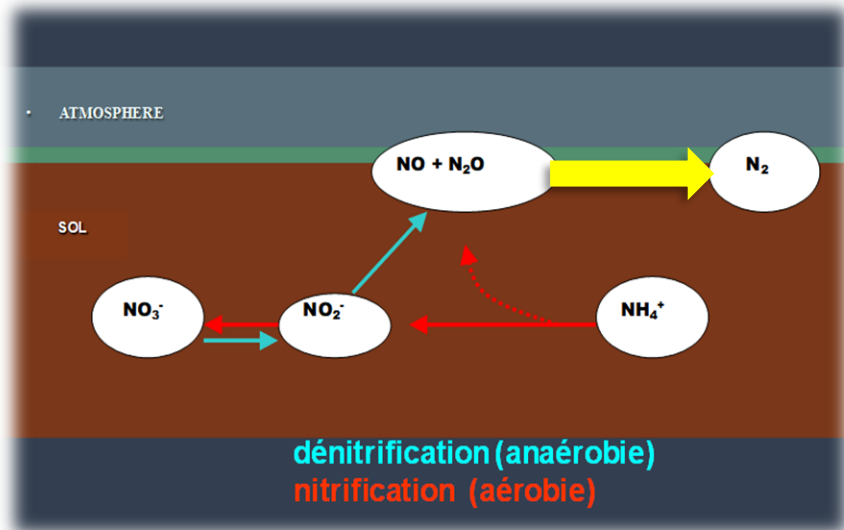 • ATMOSPHERE
NO + N₂O
N₂
SOL
NO₃⁻
NO₂⁻
NH₄⁺
dénitrification (anaérobie)
nitrification (aérobie)